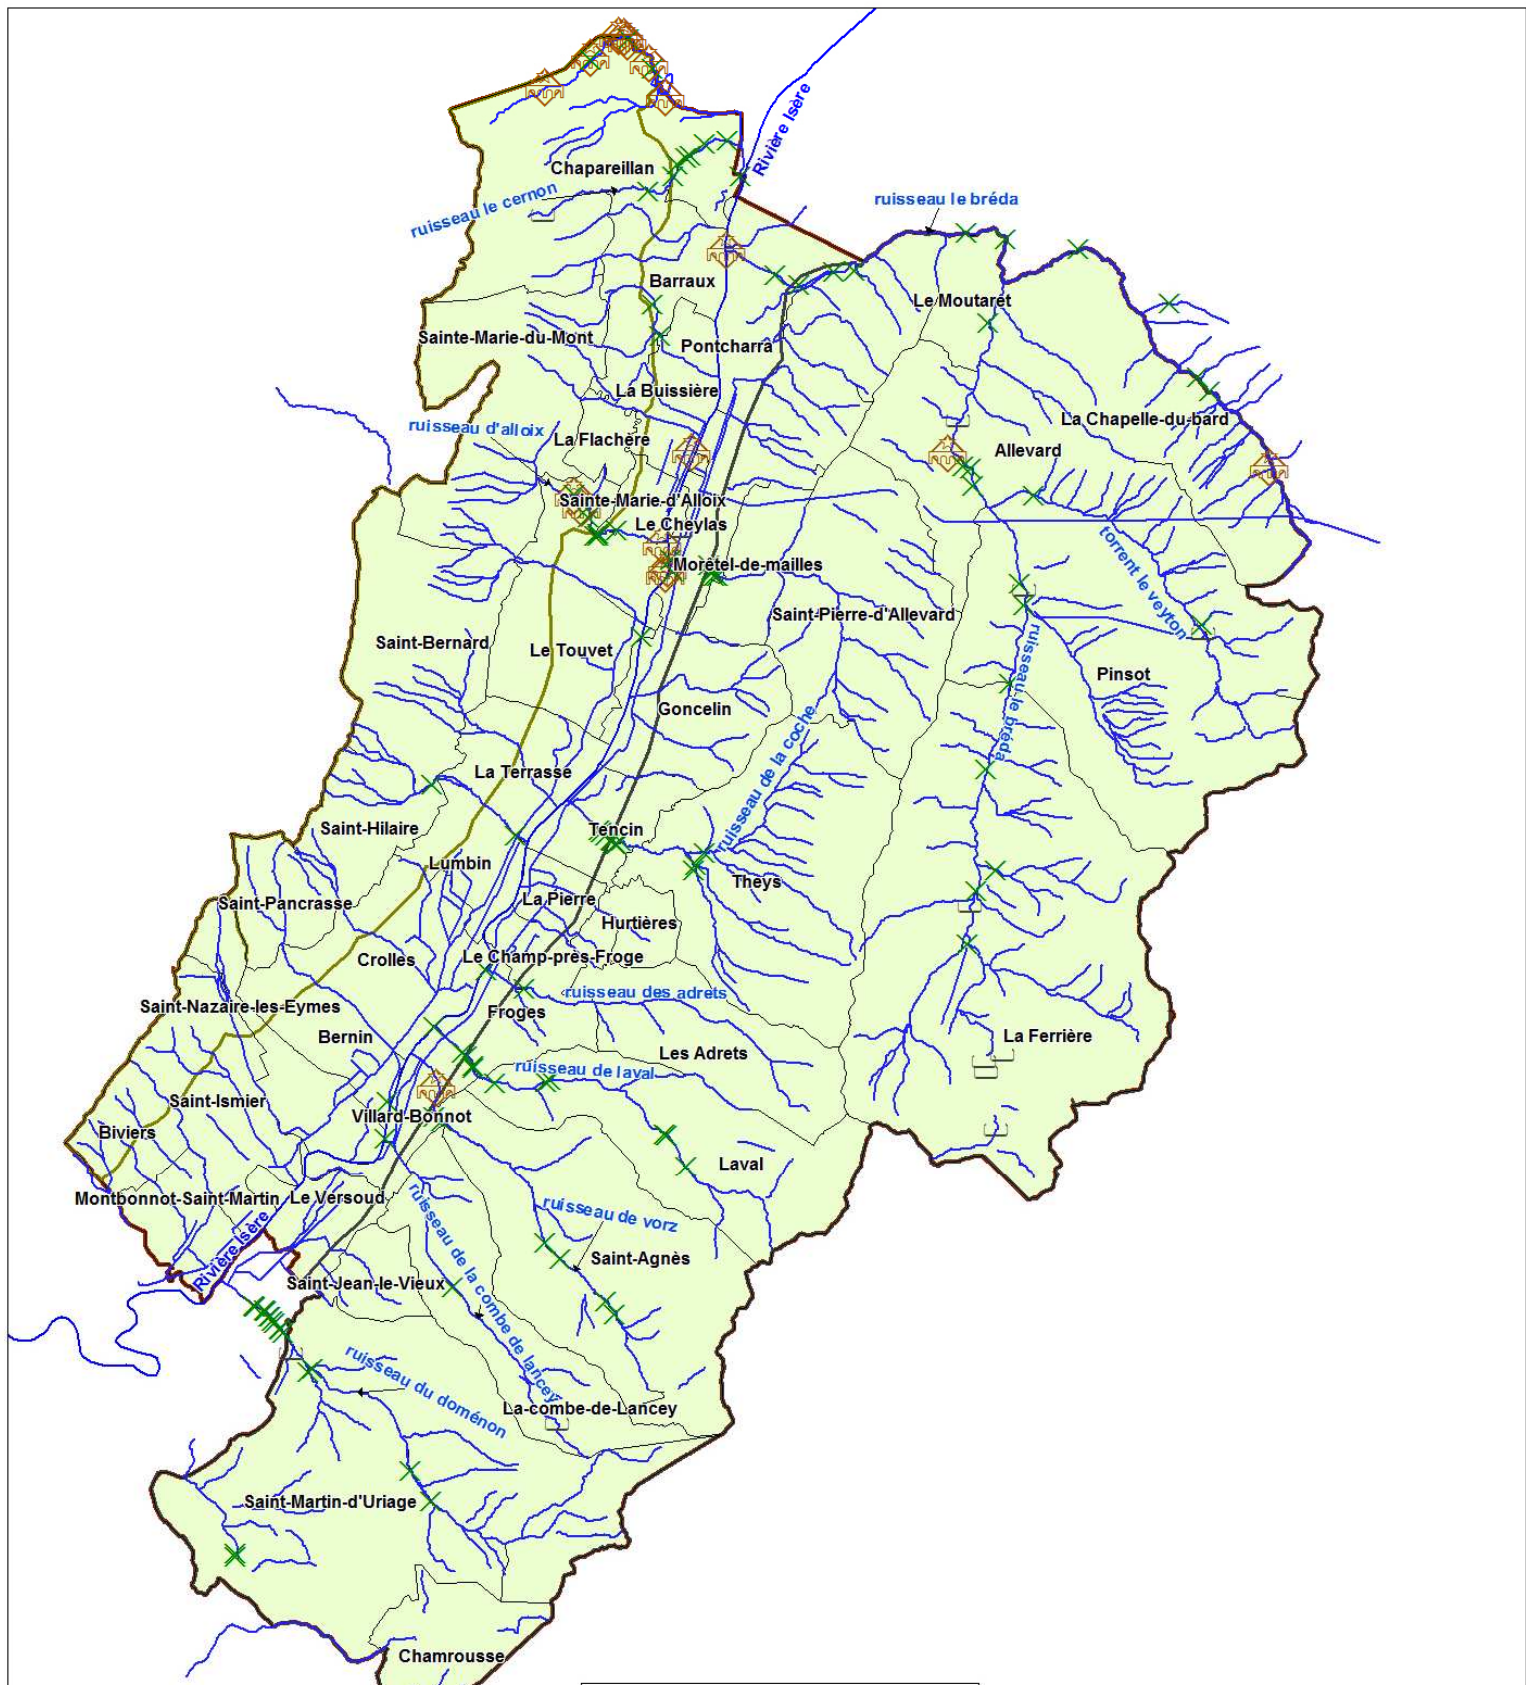 Rivière Isère
Chapareillan
ruisseau le cernon
ruisseau le bréda
Barraux
Le Moutaret
Sainte-Marie-du-Mont
Pontcharra
La Buissière
ruisseau d'alloix
La Flachère
La Chapelle-du-bard
Allevard
Sainte-Marie-d'Alloix
Le Cheylas
torrent le veyton
Morêtel-de-mailles
Saint-Pierre-d'Allevard
Saint-Bernard
Le Touvet
ruisseau le bréda
Pinsot
Goncelin
ruisseau de la coche
La Terrasse
Saint-Hilaire
Tencin
Lumbin
Theys
Saint-Pancrasse
La Pierre
Hurtières
Crolles
Le Champ-près-Froge
ruisseau des adrets
Saint-Nazaire-les-Eymes
Froges
Bernin
La Ferrière
Les Adrets
ruisseau de laval
Saint-Ismier
Villard-Bonnot
Biviers
Laval
Montbonnot-Saint-Martin
Le Versoud
ruisseau de vorz
Rivière Isère
ruisseau de la combe de lancey
Saint-Agnès
Saint-Jean-le-Vieux
ruisseau du doménon
La-combe-de-Lancey
Saint-Martin-d'Uriage
Chamrousse